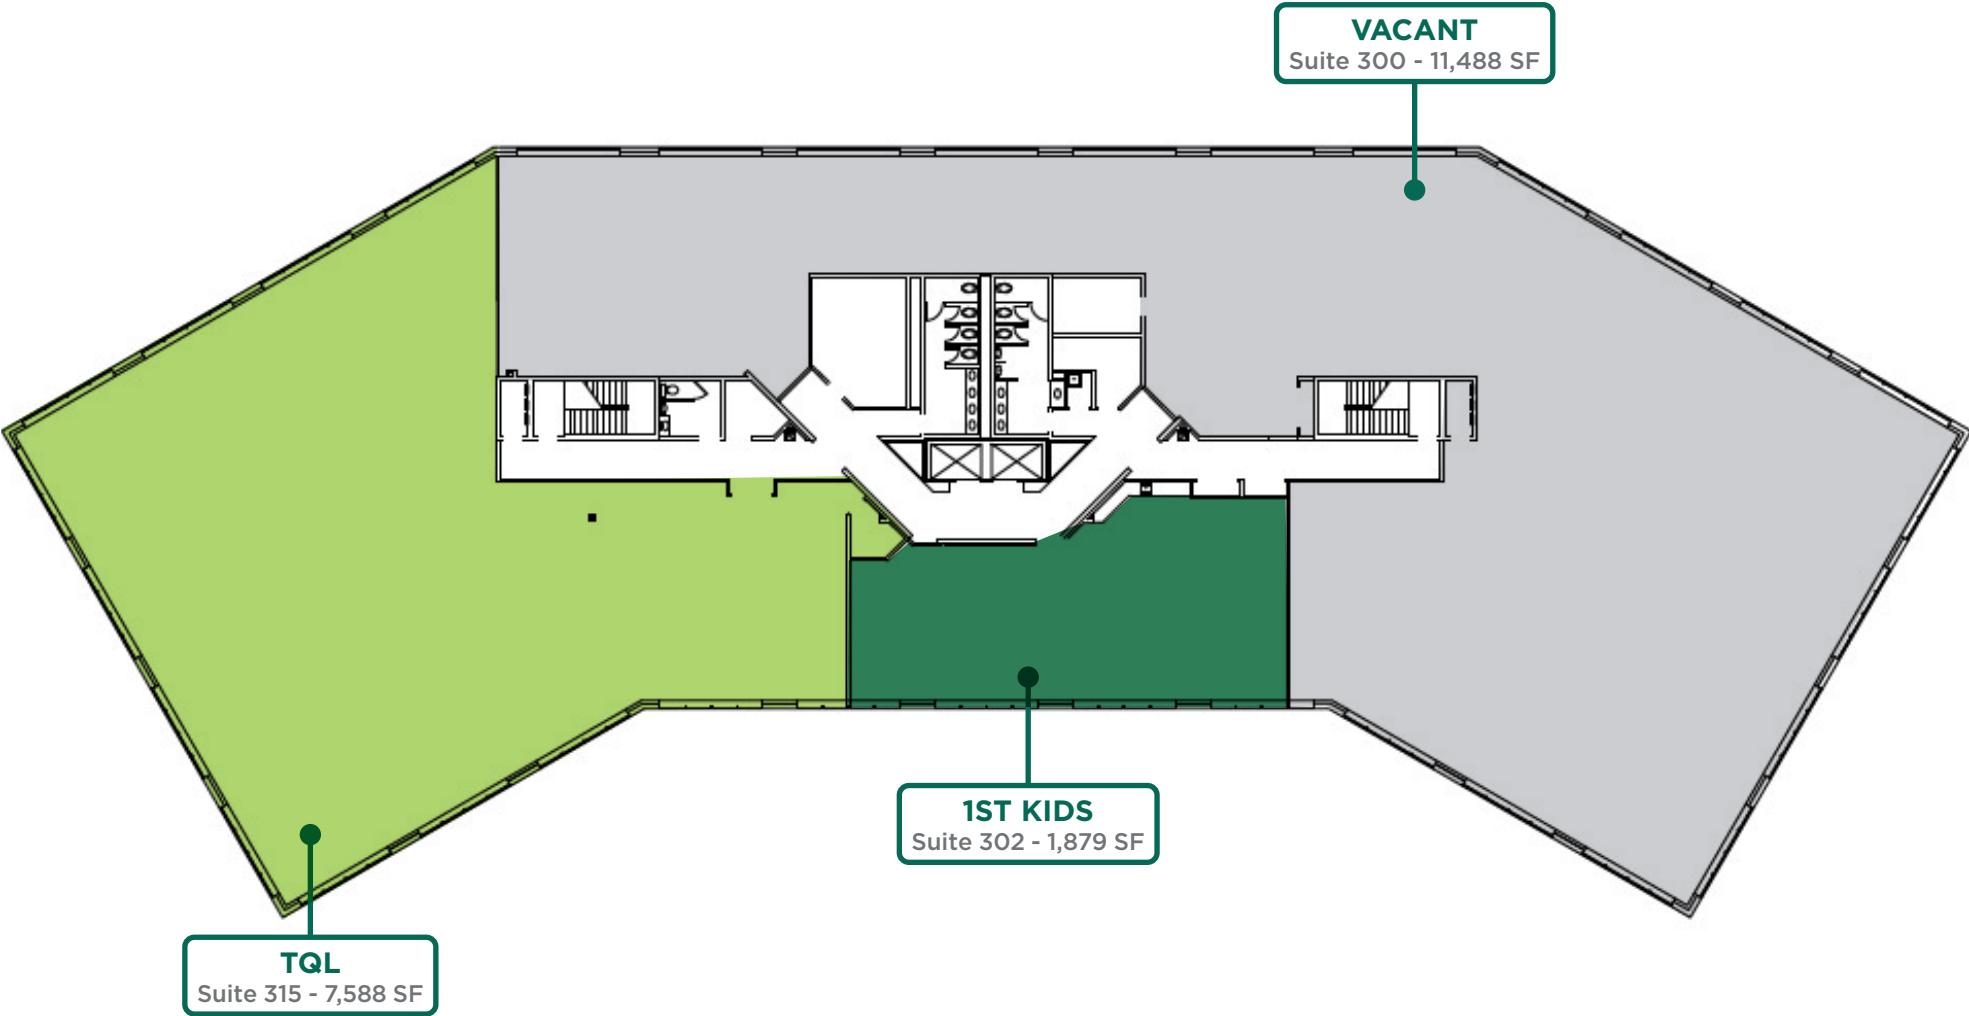 VACANT
Suite 300 - 11,488 SF
1ST KIDS
Suite 302 - 1,879 SF
TQL
Suite 315 - 7,588 SF